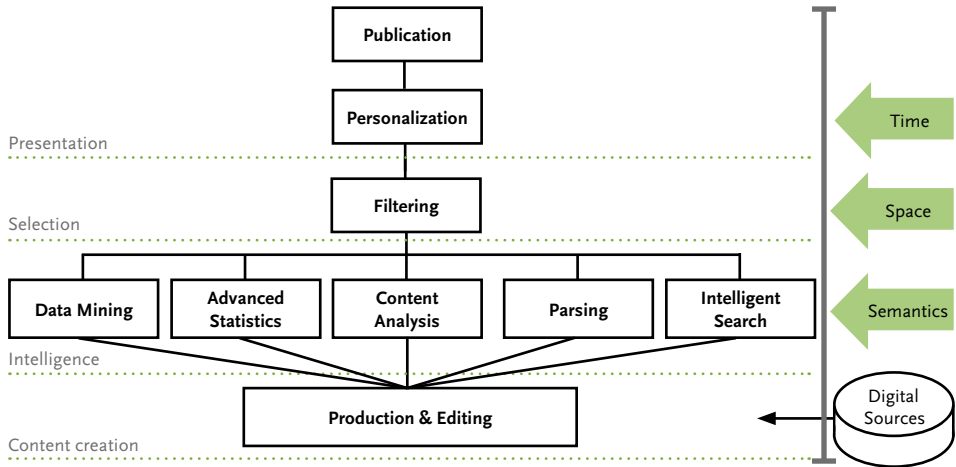 Publication
Personalization
Time
Presentation
Filtering
Space
Selection
Data Mining
Advanced
Statistics
Content
Analysis
Parsing
Intelligent
Search
Semantics
Intelligence
Production & Editing
Digital
Sources
Content creation